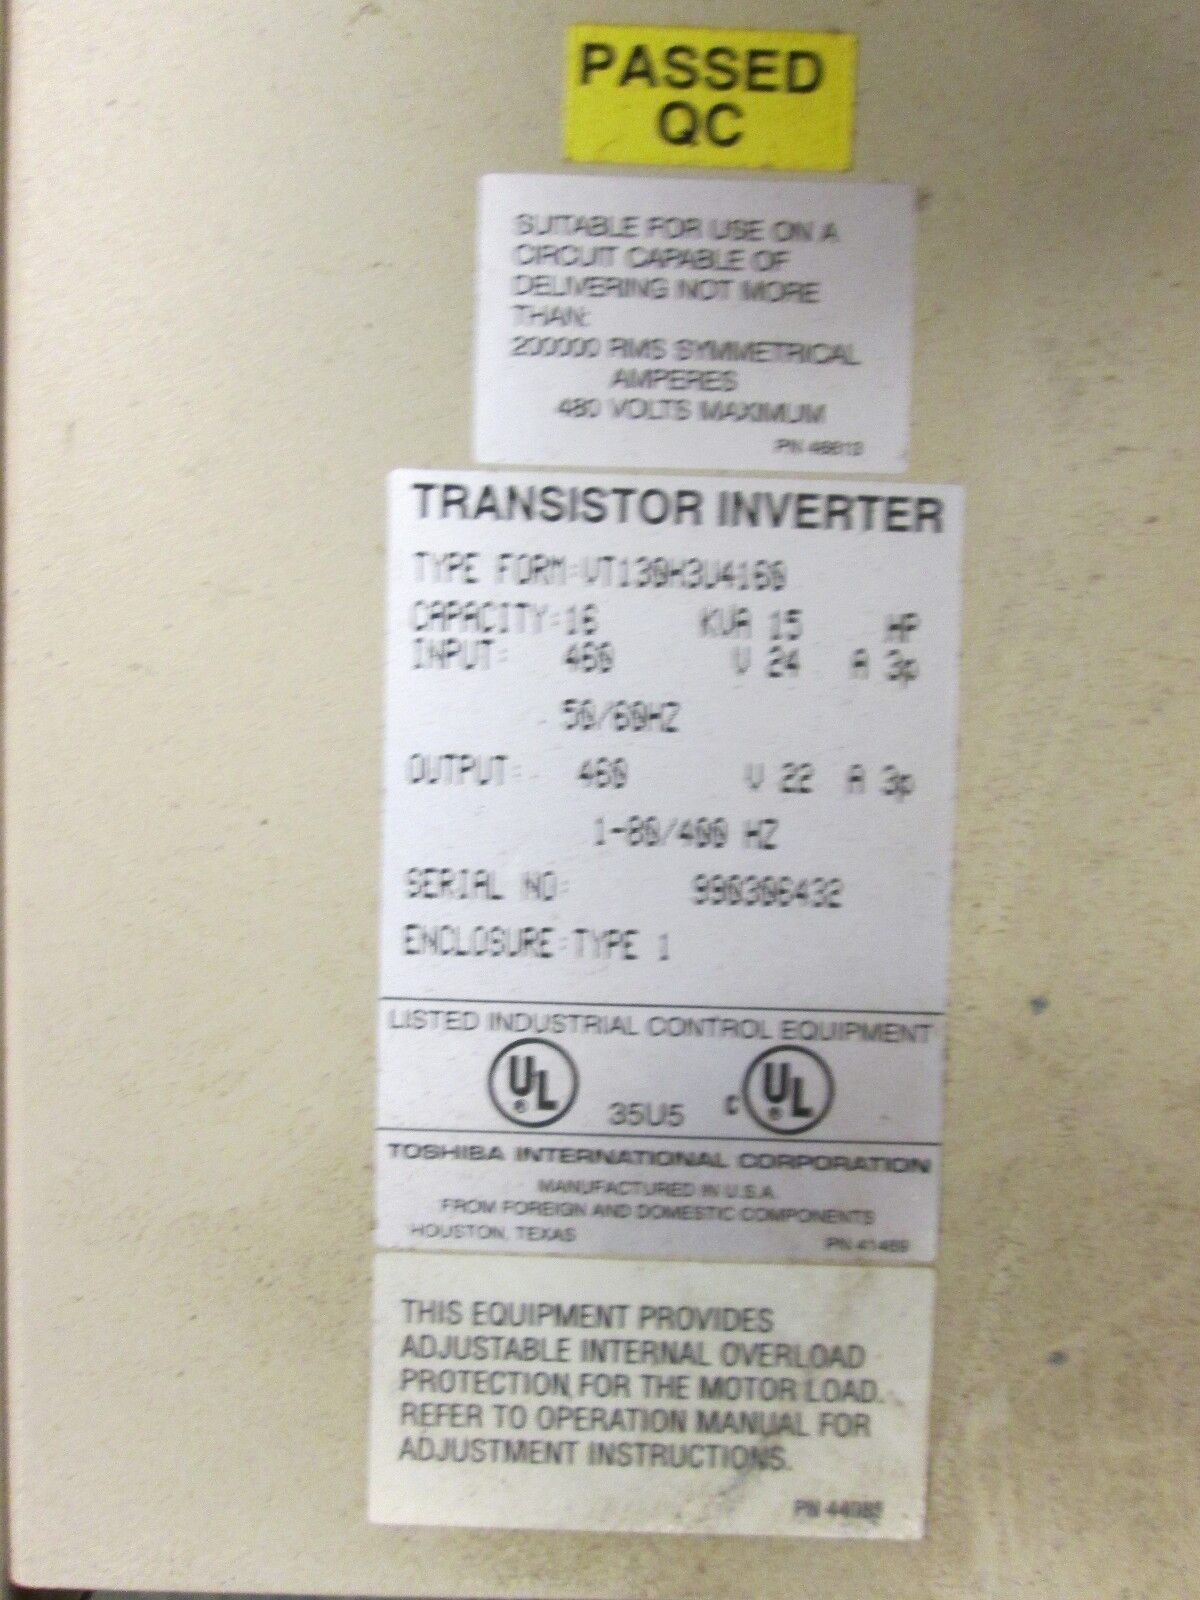 PASSED
QC
SUITABLE FOR USE ON A
CIRCUIT CAPABLE OF
DELIVERING NOT MORE
THAN:
200000 RMS SYMMETRICAL
AMPERES
480 VOLTS MAXIMUM
PN
TRANSISTOR INVERTER
TYPE FORM: VT130H3U4160
CAPACITY: 16 KVA 15 HP
INPUT: 460 V 24 A 3p
50/60HZ
OUTPUT: 460 V 22 A 3p
1-80/400 HZ
SERIAL NO: 990306432
ENCLOSURE: TYPE 1
LISTED INDUSTRIAL CONTROL EQUIPMENT
UL ® 35U5 c UL ®
TOSHIBA INTERNATIONAL CORPORATION
MANUFACTURED IN U.S.A.
FROM FOREIGN AND DOMESTIC COMPONENTS
HOUSTON, TEXAS PN 41469
THIS EQUIPMENT PROVIDES
ADJUSTABLE INTERNAL OVERLOAD
PROTECTION FOR THE MOTOR LOAD.
REFER TO OPERATION MANUAL FOR
ADJUSTMENT INSTRUCTIONS.
PN